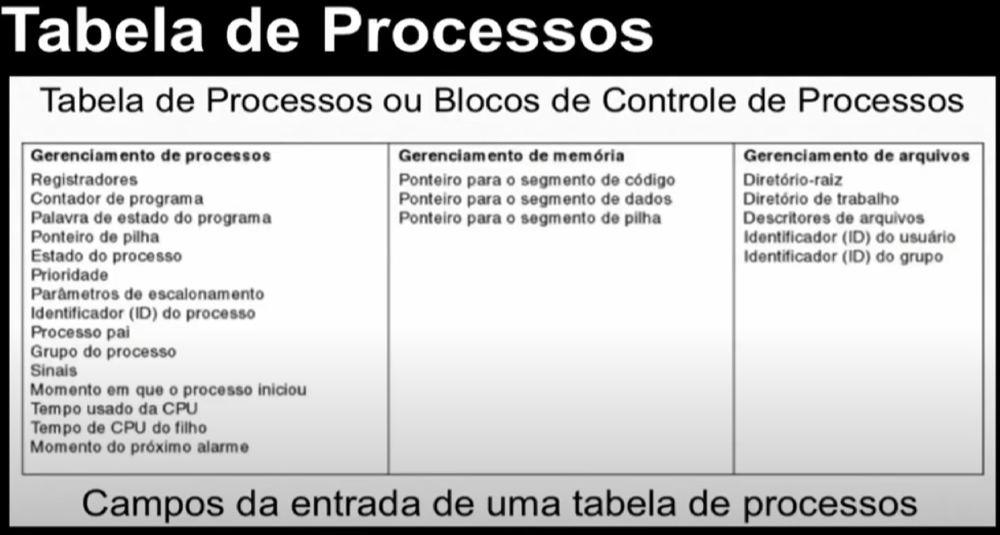 Tabela de Processos
Tabela de Processos ou Blocos de Controle de Processos
Gerenciamento de processos
Registradores
Contador de programa
Palavra de estado do programa
Ponteiro de pilha
Estado do processo
Prioridade
Parâmetros de escalonamento
Identificador (ID) do processo
Processo pai
Grupo do processo
Sinais
Momento em que o processo iniciou
Tempo usado da CPU
Tempo de CPU do filho
Momento do próximo alarme
Gerenciamento de memória
Ponteiro para o segmento de código
Ponteiro para o segmento de dados
Ponteiro para o segmento de pilha
Gerenciamento de arquivos
Diretório-raiz
Diretório de trabalho
Descritores de arquivos
Identificador (ID) do usuário
Identificador (ID) do grupo
Campos da entrada de uma tabela de processos